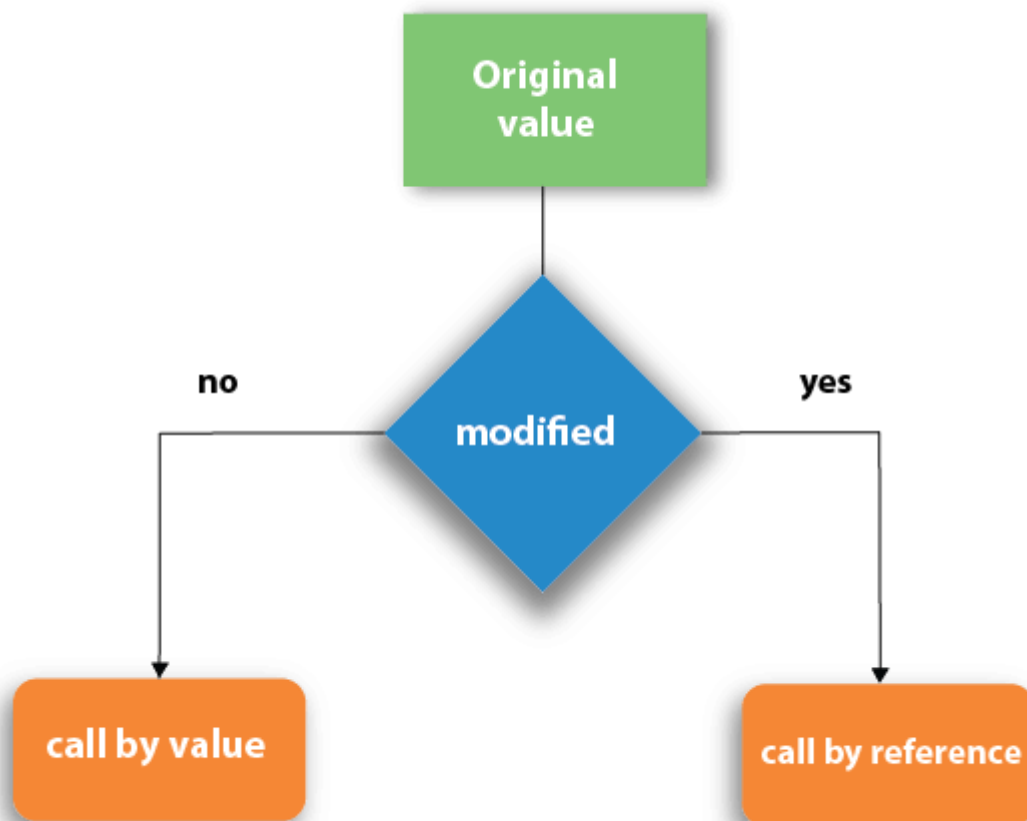 Original
value
no
yes
modified
call by value
call by reference